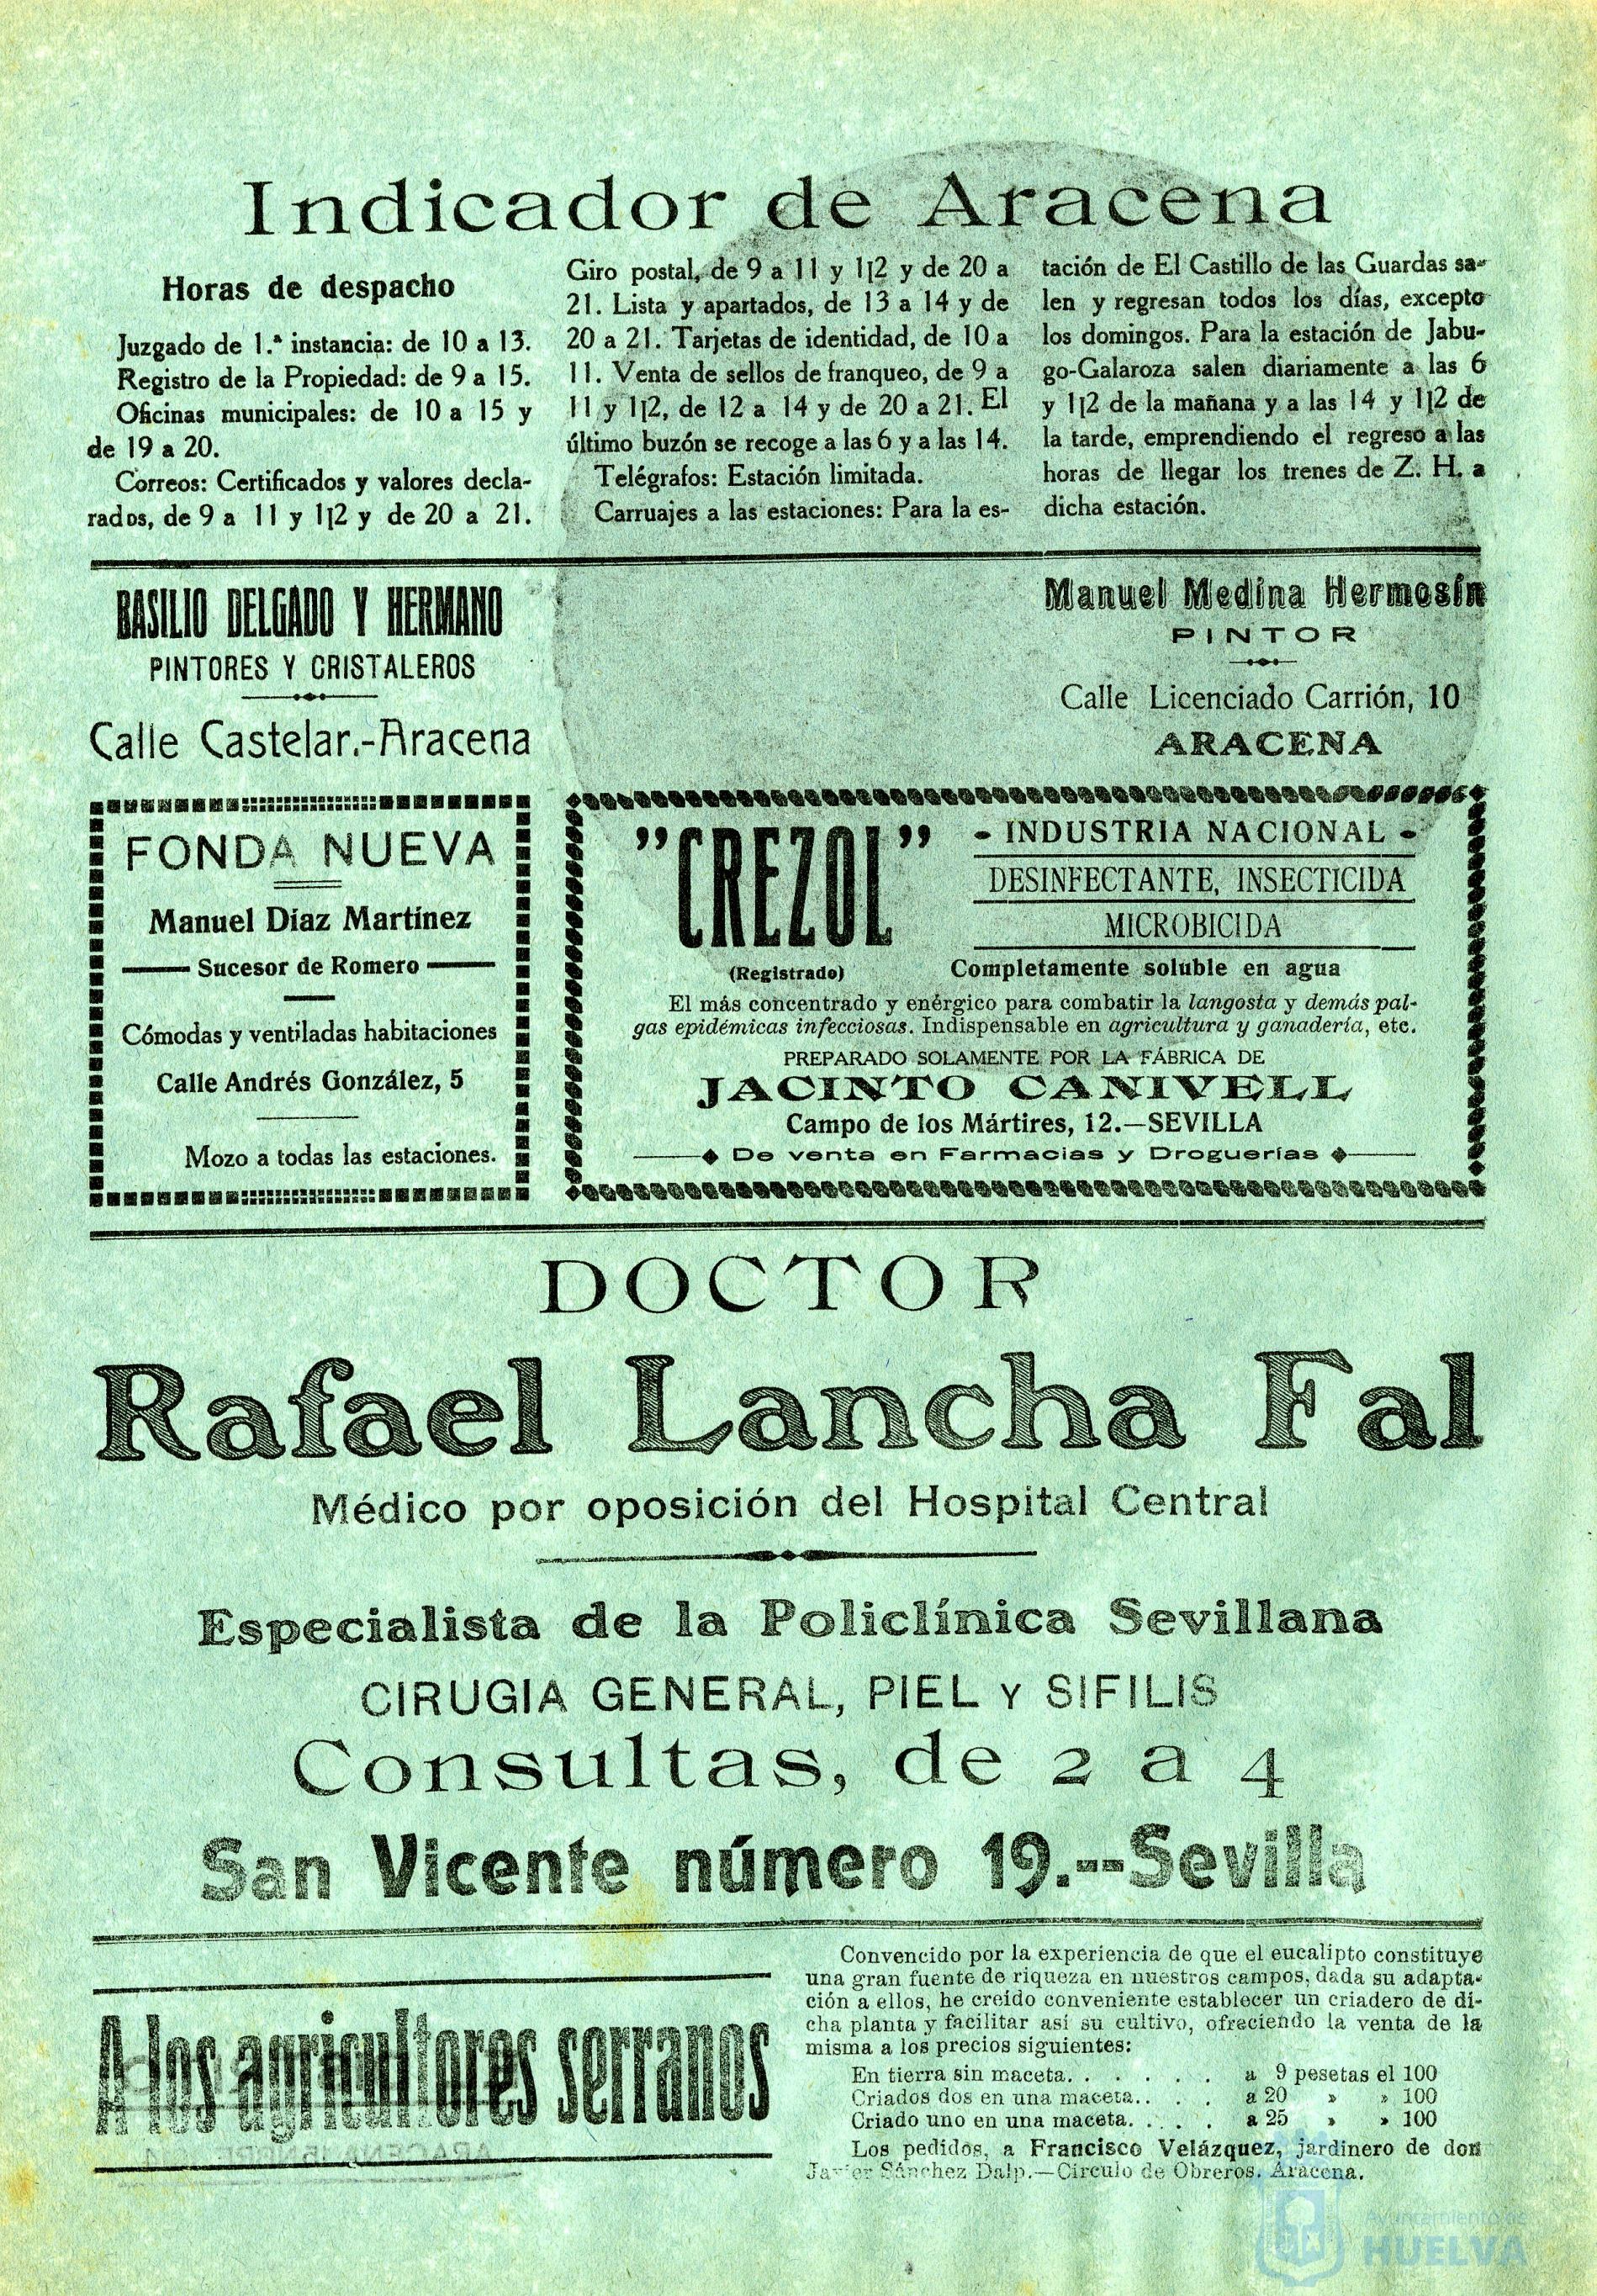 Indicador de Aracena
Horas de despacho
Juzgado de 1.ª instancia: de 10 a 13.
Registro de la Propiedad: de 9 a 15.
Oficinas municipales: de 10 a 15 y
de 19 a 20.
Correos: Certificados y valores decla-
rados, de 9 a 11 y 1¡2 y de 20 a 21.
Giro postal, de 9 a 11 y 1¡2 y de 20 a
21. Lista y apartados, de 13 a 14 y de
20 a 21. Tarjetas de identidad, de 10 a
11. Venta de sellos de franqueo, de 9 a
11 y 1¡2, de 12 a 14 y de 20 a 21. El
último buzón se recoge a las 6 y a las 14.
Telégrafos: Estación limitada.
Carruajes a las estaciones: Para la es-
tación de El Castillo de las Guardas sa-
len y regresan todos los días, excepto
los domingos. Para la estación de Jabu-
go-Galaroza salen diariamente a las 6
y 1¡2 de la mañana y a las 14 y 1¡2 de
la tarde, emprendiendo el regreso a las
horas de llegar los trenes de Z. H. a
dicha estación.
BASILIO DELGADO Y HERMANO
PINTORES Y CRISTALEROS
Calle Castelar.-Aracena
Manuel Medina Hermosín
PINTOR
Calle Licenciado Carrión, 10
ARACENA
FONDA NUEVA
Manuel Díaz Martínez
Sucesor de Romero
Cómodas y ventiladas habitaciones
Calle Andrés González, 5
Mozo a todas las estaciones.
"CREZOL"
(Registrado)
- INDUSTRIA NACIONAL -
DESINFECTANTE, INSECTICIDA
MICROBICIDA
Completamente soluble en agua
El más concentrado y enérgico para combatir la langosta y demás pal-
gas epidémicas infecciosas. Indispensable en agricultura y ganadería, etc.
PREPARADO SOLAMENTE POR LA FÁBRICA DE
JACINTO CANIVELL
Campo de los Mártires, 12.—SEVILLA
De venta en Farmacias y Droguerías
DOCTOR
Rafael Lancha Fal
Médico por oposición del Hospital Central
Especialista de la Policlínica Sevillana
CIRUGIA GENERAL, PIEL Y SIFILIS
Consultas, de 2 a 4
San Vicente número 19.--Sevilla
A los agricultores serranos
Convencido por la experiencia de que el eucalipto constituye
una gran fuente de riqueza en nuestros campos, dada su adapta-
ción a ellos, he creído conveniente establecer un criadero de di-
cha planta y facilitar así su cultivo, ofreciendo la venta de la
misma a los precios siguientes:
En tierra sin maceta. . . . . . . a 9 pesetas el 100
Criados dos en una maceta. . . . a 20 » » 100
Criado uno en una maceta. . . . . a 25 » » 100
Los pedidos, a Francisco Velázquez, jardinero de don
Javier Sánchez Dalp.—Círculo de Obreros. Aracena.
Ayuntamiento de
HUELVA